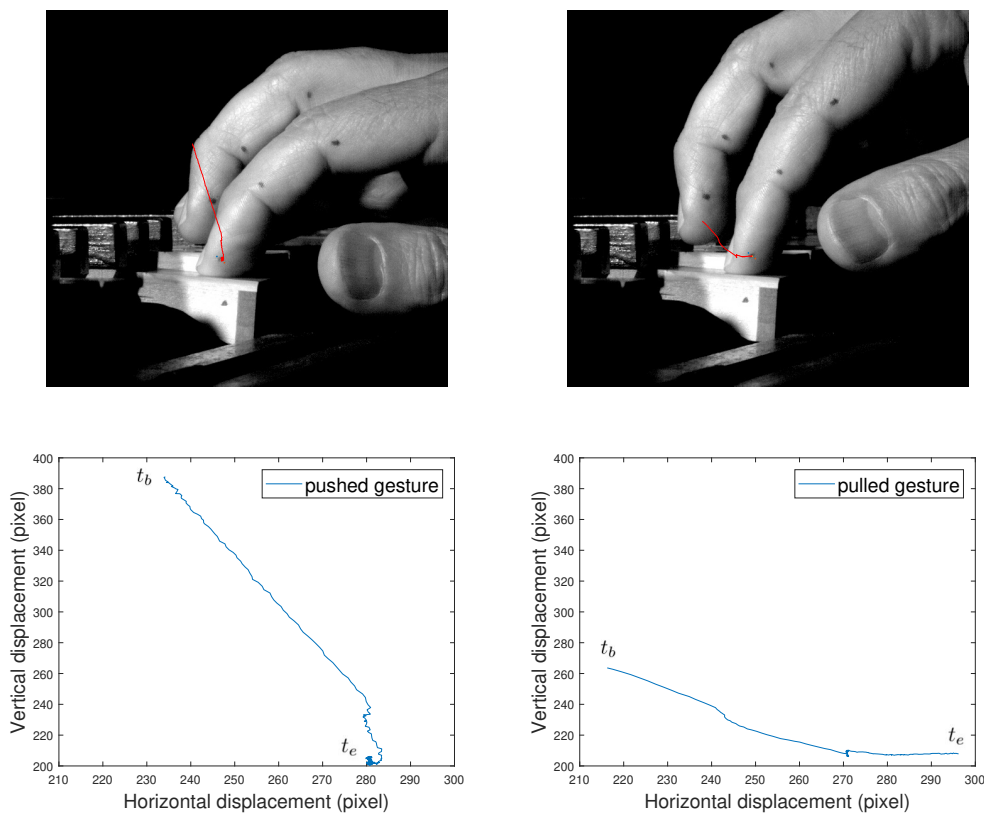 400
380
360
340
320
300
280
260
240
220
200
Vertical displacement (pixel)
t_b
t_e
pushed gesture
210 220 230 240 250 260 270 280 290 300
Horizontal displacement (pixel)
400
380
360
340
320
300
280
260
240
220
200
Vertical displacement (pixel)
t_b
t_e
pulled gesture
210 220 230 240 250 260 270 280 290 300
Horizontal displacement (pixel)